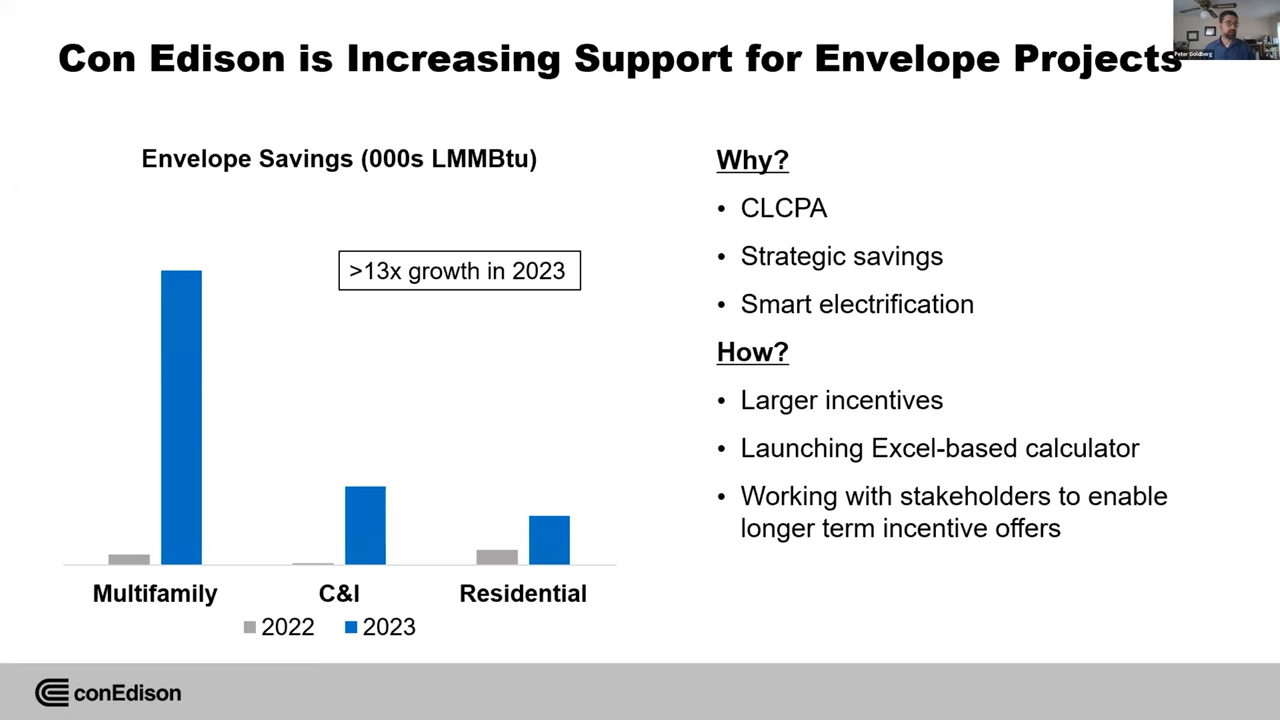 Con Edison is Increasing Support for Envelope Projects
Peter Goldberg
Envelope Savings (000s LMMBtu)
>13x growth in 2023
Multifamily
C&I
Residential
2022
2023
Why?
• CLCPA
• Strategic savings
• Smart electrification
How?
• Larger incentives
• Launching Excel-based calculator
• Working with stakeholders to enable
longer term incentive offers
conEdison